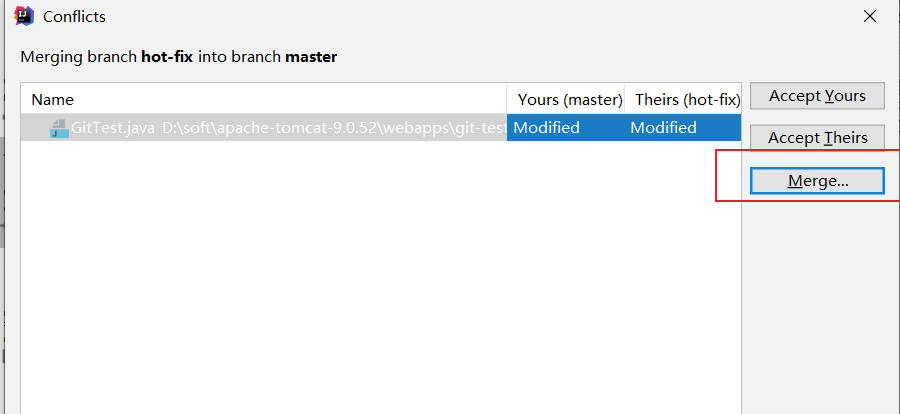 Conflicts
Merging branch hot-fix into branch master
Name Yours (master) Theirs (hot-fix)
GitTest.java D:\soft\apache-tomcat-9.0.52\webapps\git-test Modified Modified
Accept Yours
Accept Theirs
Merge...